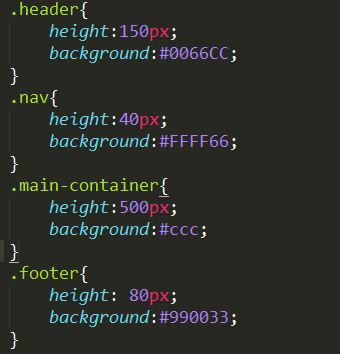 .header{
    height:150px;
    background:#0066CC;
}
.nav{
    height:40px;
    background:#FFFF66;
}
.main-container{
    height:500px;
    background:#ccc;
}
.footer{
    height: 80px;
    background:#990033;
}